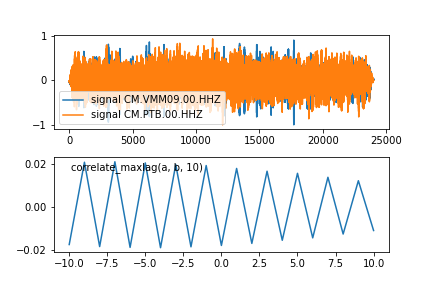 1
0
−1
signal CM.VMM09.00.HHZ
signal CM.PTB.00.HHZ
0 5000 10000 15000 20000 25000
0.02
0.00
−0.02
correlate_maxlag(a, b, 10)
−10.0 −7.5 −5.0 −2.5 0.0 2.5 5.0 7.5 10.0